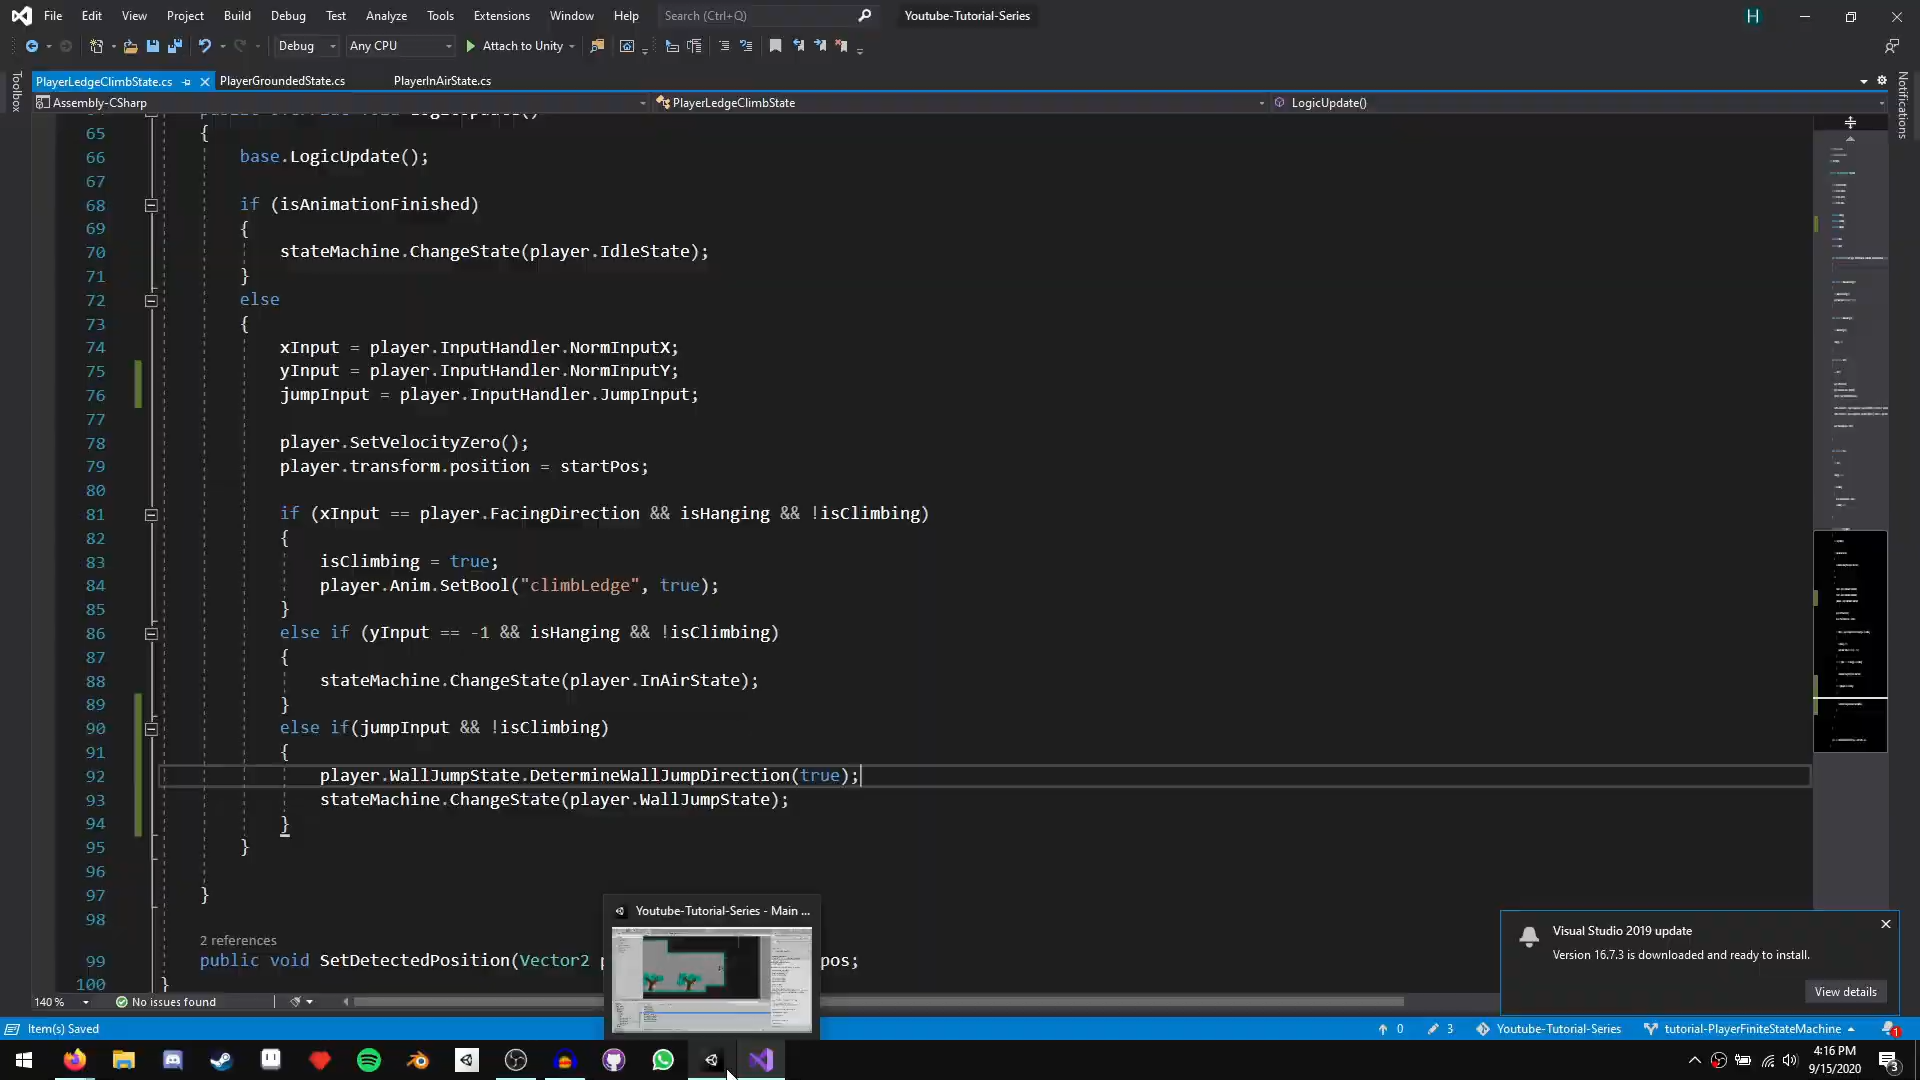 File Edit View Project Build Debug Test Analyze Tools Extensions Window Help Search (Ctrl+Q) Youtube-Tutorial-Series H
Debug Any CPU Attach to Unity
Toolbox
PlayerLedgeClimbState.cs PlayerGroundedState.cs PlayerInAirState.cs
Notifications
Assembly-CSharp PlayerLedgeClimbState LogicUpdate()
65 {
66 base.LogicUpdate();
67
68 if (isAnimationFinished)
69 {
70 stateMachine.ChangeState(player.IdleState);
71 }
72 else
73 {
74 xInput = player.InputHandler.NormInputX;
75 yInput = player.InputHandler.NormInputY;
76 jumpInput = player.InputHandler.JumpInput;
77
78 player.SetVelocityZero();
79 player.transform.position = startPos;
80
81 if (xInput == player.FacingDirection && isHanging && !isClimbing)
82 {
83 isClimbing = true;
84 player.Anim.SetBool("climbLedge", true);
85 }
86 else if (yInput == -1 && isHanging && !isClimbing)
87 {
88 stateMachine.ChangeState(player.InAirState);
89 }
90 else if(jumpInput && !isClimbing)
91 {
92 player.WallJumpState.DetermineWallJumpDirection(true);
93 stateMachine.ChangeState(player.WallJumpState);
94 }
95 }
96
97 }
98
2 references
99 public void SetDetectedPosition(Vector2 pos;
100 }
Youtube-Tutorial-Series - Main ...
Visual Studio 2019 update
Version 16.7.3 is downloaded and ready to install.
View details
140 % No issues found
Item(s) Saved 0 3 Youtube-Tutorial-Series tutorial-PlayerFiniteStateMachine 1
4:16 PM
9/15/2020
3